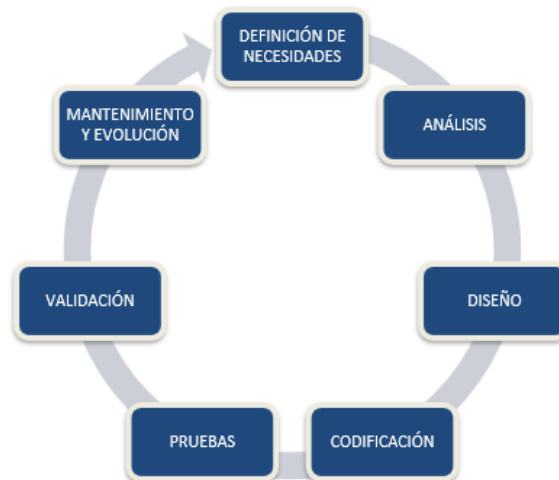 DEFINICIÓN DE
NECESIDADES
ANÁLISIS
DISEÑO
CODIFICACIÓN
PRUEBAS
VALIDACIÓN
MANTENIMIENTO
Y EVOLUCIÓN